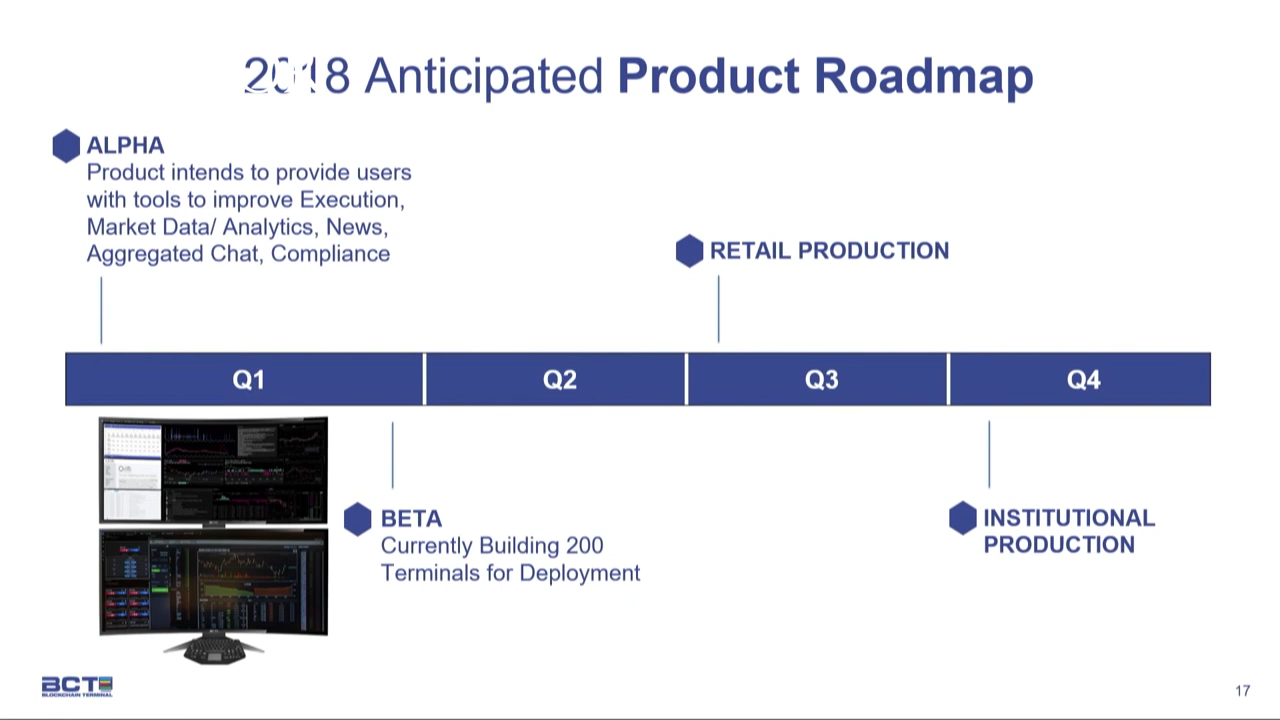 2018 Anticipated Product Roadmap
ALPHA
Product intends to provide users
with tools to improve Execution,
Market Data/ Analytics, News,
Aggregated Chat, Compliance
RETAIL PRODUCTION
Q1 Q2 Q3 Q4
BETA
Currently Building 200
Terminals for Deployment
INSTITUTIONAL
PRODUCTION
BCT
BLOCKCHAIN TERMINAL
17